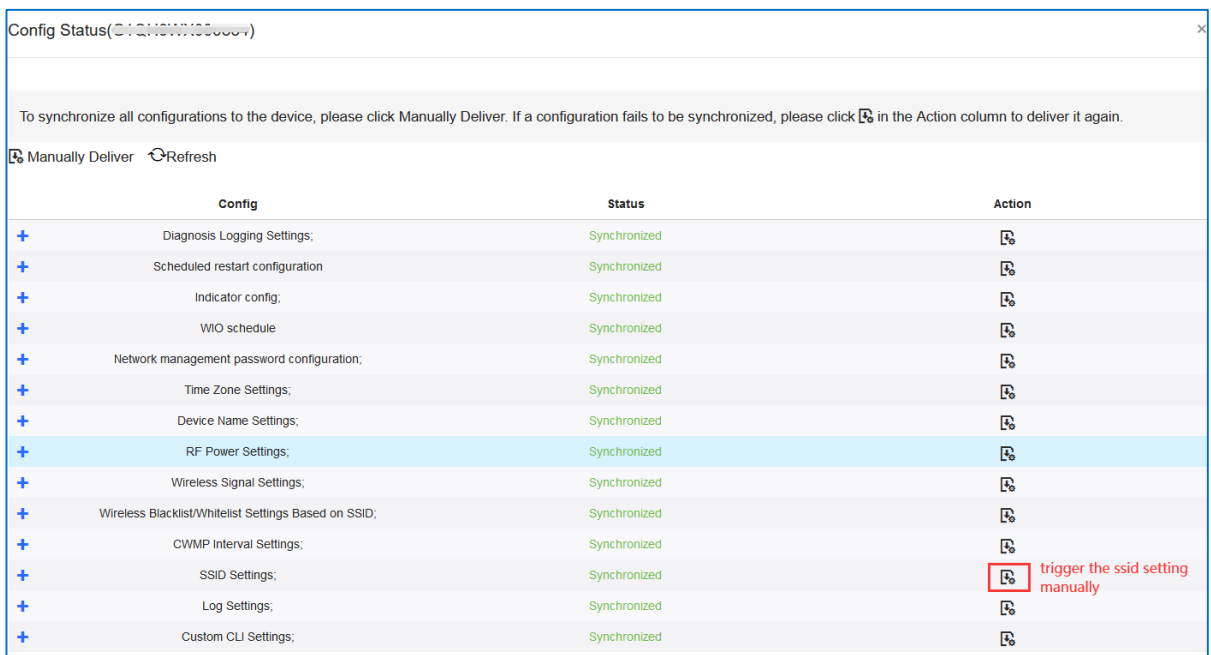 Config Status( )
×
To synchronize all configurations to the device, please click Manually Deliver. If a configuration fails to be synchronized, please click in the Action column to deliver it again.
Manually Deliver Refresh
Config Status Action
+ Diagnosis Logging Settings; Synchronized
+ Scheduled restart configuration Synchronized
+ Indicator config; Synchronized
+ WIO schedule Synchronized
+ Network management password configuration; Synchronized
+ Time Zone Settings; Synchronized
+ Device Name Settings; Synchronized
+ RF Power Settings; Synchronized
+ Wireless Signal Settings; Synchronized
+ Wireless Blacklist/Whitelist Settings Based on SSID; Synchronized
+ CWMP Interval Settings; Synchronized
+ SSID Settings; Synchronized trigger the ssid setting
manually
+ Log Settings; Synchronized
+ Custom CLI Settings; Synchronized